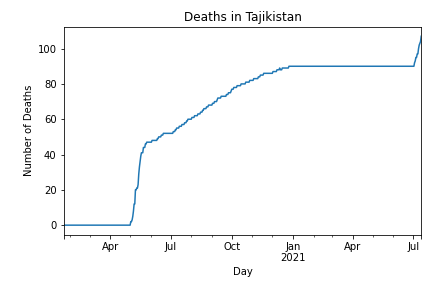 Deaths in Tajikistan
Number of Deaths
100
80
60
40
20
0
Apr
Jul
Oct
Jan
2021
Apr
Jul
Day